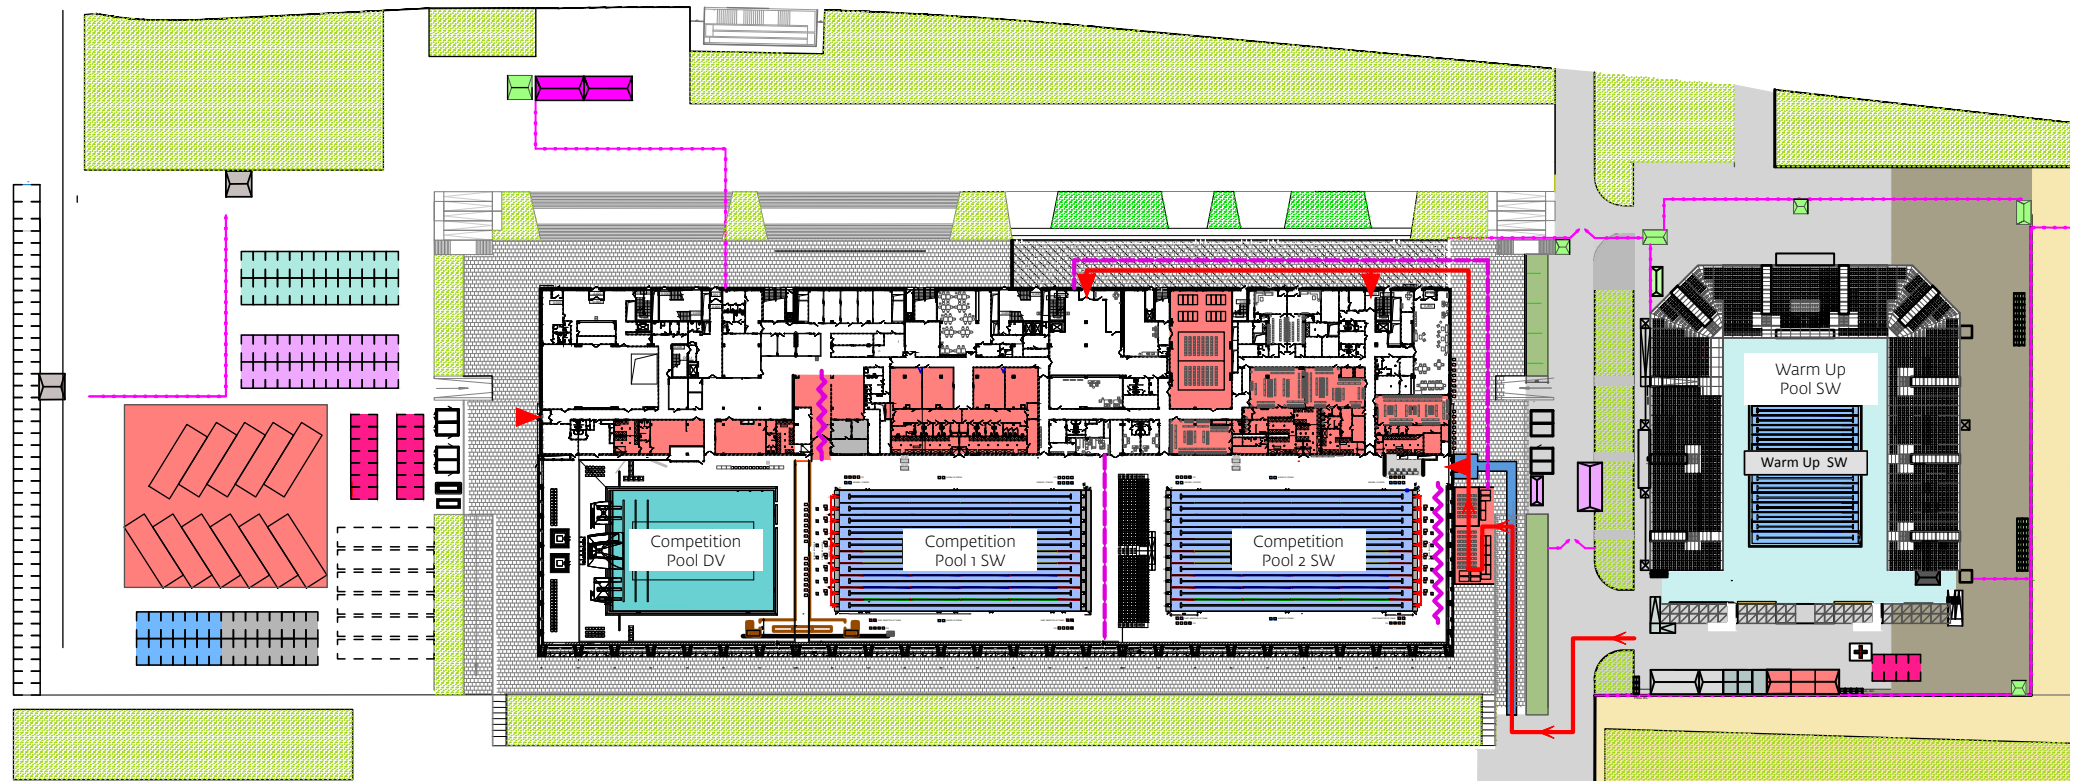 Warm Up
Pool SW
Warm Up SW
Competition
Pool DV
Competition
Pool 1 SW
Competition
Pool 2 SW